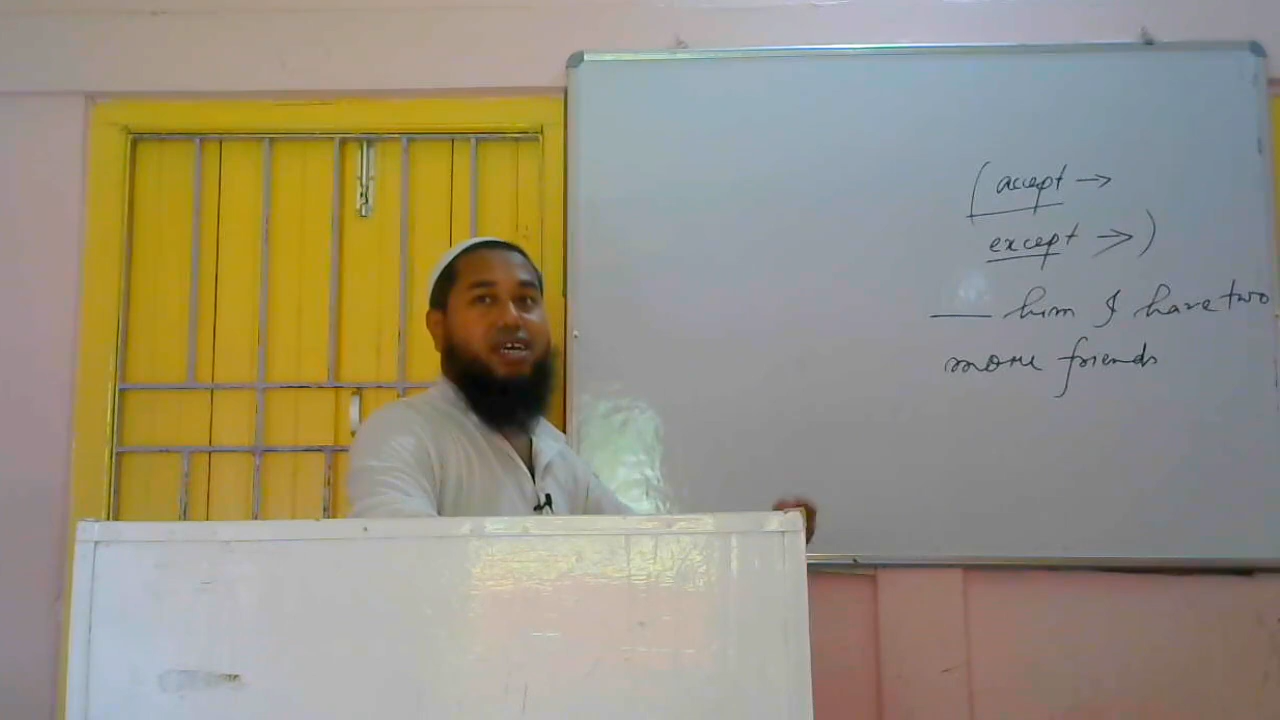 (accept →
except →)
___ him I have two
more friends